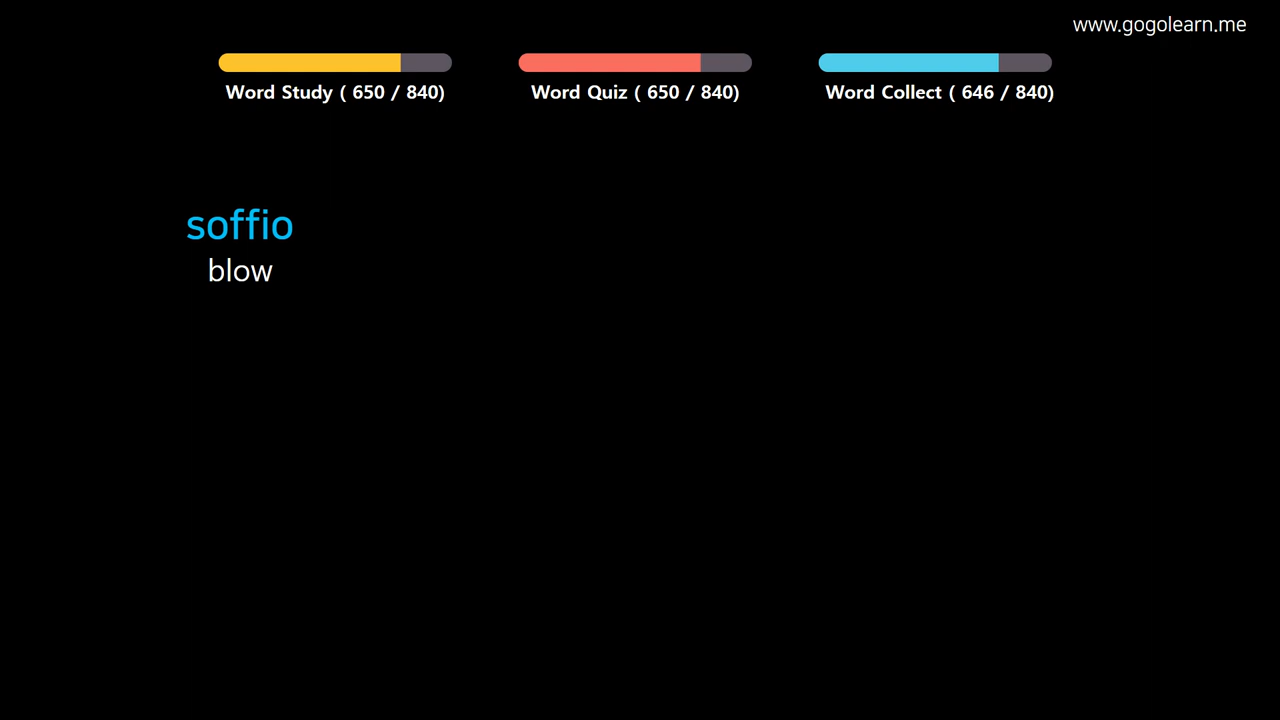 www.gogolearn.me
Word Study ( 650 / 840)
Word Quiz ( 650 / 840)
Word Collect ( 646 / 840)
soffio
blow